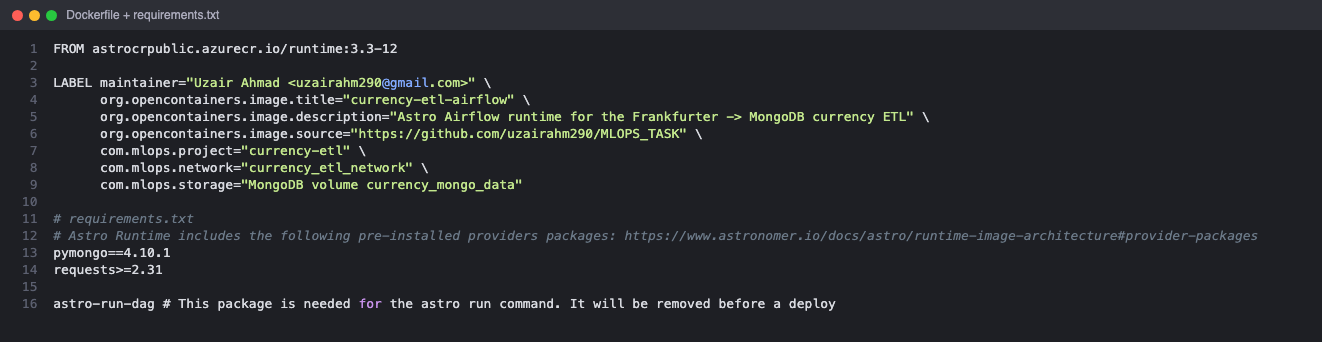 Dockerfile + requirements.txt
1 FROM astrocrpublic.azurecr.io/runtime:3.3-12
2
3 LABEL maintainer="Uzair Ahmad <uzairahm290@gmail.com>" \
4 org.opencontainers.image.title="currency-etl-airflow" \
5 org.opencontainers.image.description="Astro Airflow runtime for the Frankfurter -> MongoDB currency ETL" \
6 org.opencontainers.image.source="https://github.com/uzairahm290/MLOPS_TASK" \
7 com.mlops.project="currency-etl" \
8 com.mlops.network="currency_etl_network" \
9 com.mlops.storage="MongoDB volume currency_mongo_data"
10
11 # requirements.txt
12 # Astro Runtime includes the following pre-installed providers packages: https://www.astronomer.io/docs/astro/runtime-image-architecture#provider-packages
13 pymongo==4.10.1
14 requests>=2.31
15
16 astro-run-dag # This package is needed for the astro run command. It will be removed before a deploy